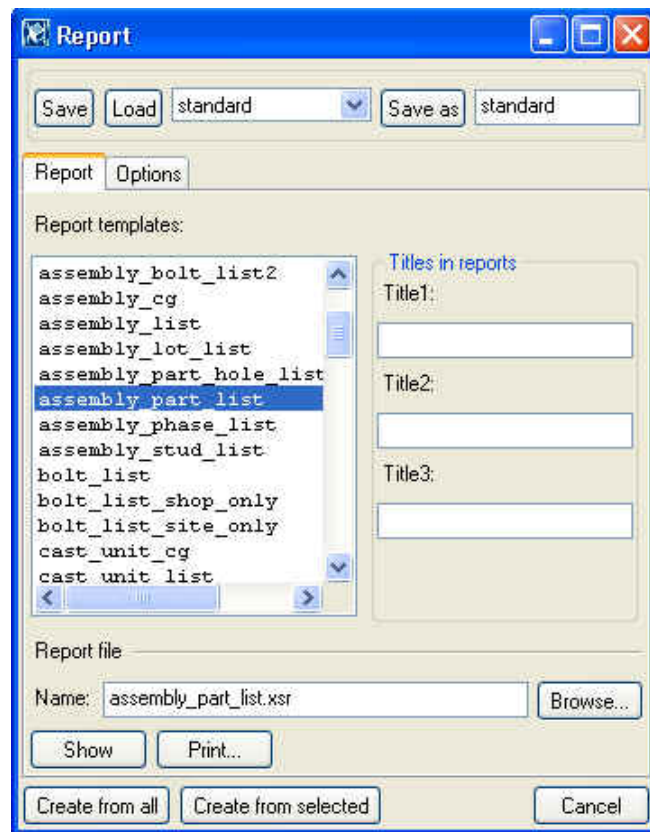 Report
Save Load standard Save as standard
Report Options
Report templates:
assembly_bolt_list2
assembly_cg
assembly_list
assembly_lot_list
assembly_part_hole_list
assembly_part_list
assembly_phase_list
assembly_stud_list
bolt_list
bolt_list_shop_only
bolt_list_site_only
cast_unit_cg
cast_unit_list
Titles in reports
Title1:
Title2:
Title3:
Report file
Name: assembly_part_list.xsr Browse...
Show Print...
Create from all Create from selected Cancel